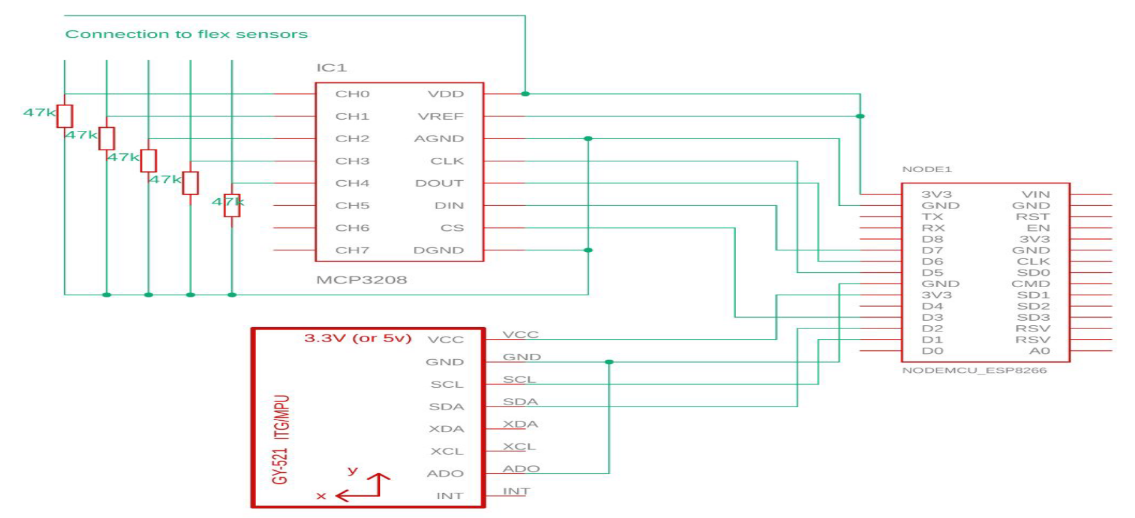 Connection to flex sensors
IC1
47k
47k
47k
47k
47k
CH0 VDD
CH1 VREF
CH2 AGND
CH3 CLK
CH4 DOUT
CH5 DIN
CH6 CS
CH7 DGND
MCP3208
NODE1
3V3 VIN
GND GND
TX RST
RX EN
D8 3V3
D7 GND
D6 CLK
D5 SD0
GND CMD
3V3 SD1
D4 SD2
D3 SD3
D2 RSV
D1 RSV
D0 A0
NODEMCU_ESP8266
3.3V (or 5v) VCC VCC
GND GND
SCL SCL
SDA SDA
XDA XDA
XCL XCL
ADO ADO
INT INT
GY-521 ITG/MPU
y
x